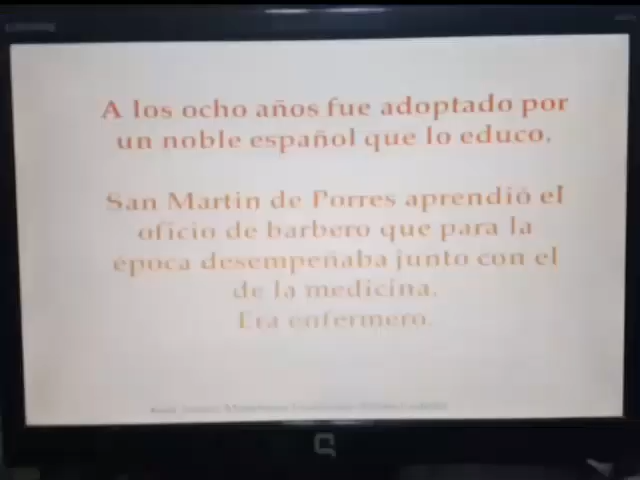 A los ocho años fue adoptado por
un noble español que lo educo.
San Martin de Porres aprendió el
oficio de barbero que para la
época desempeñaba junto con el
de la medicina.
Era enfermero.